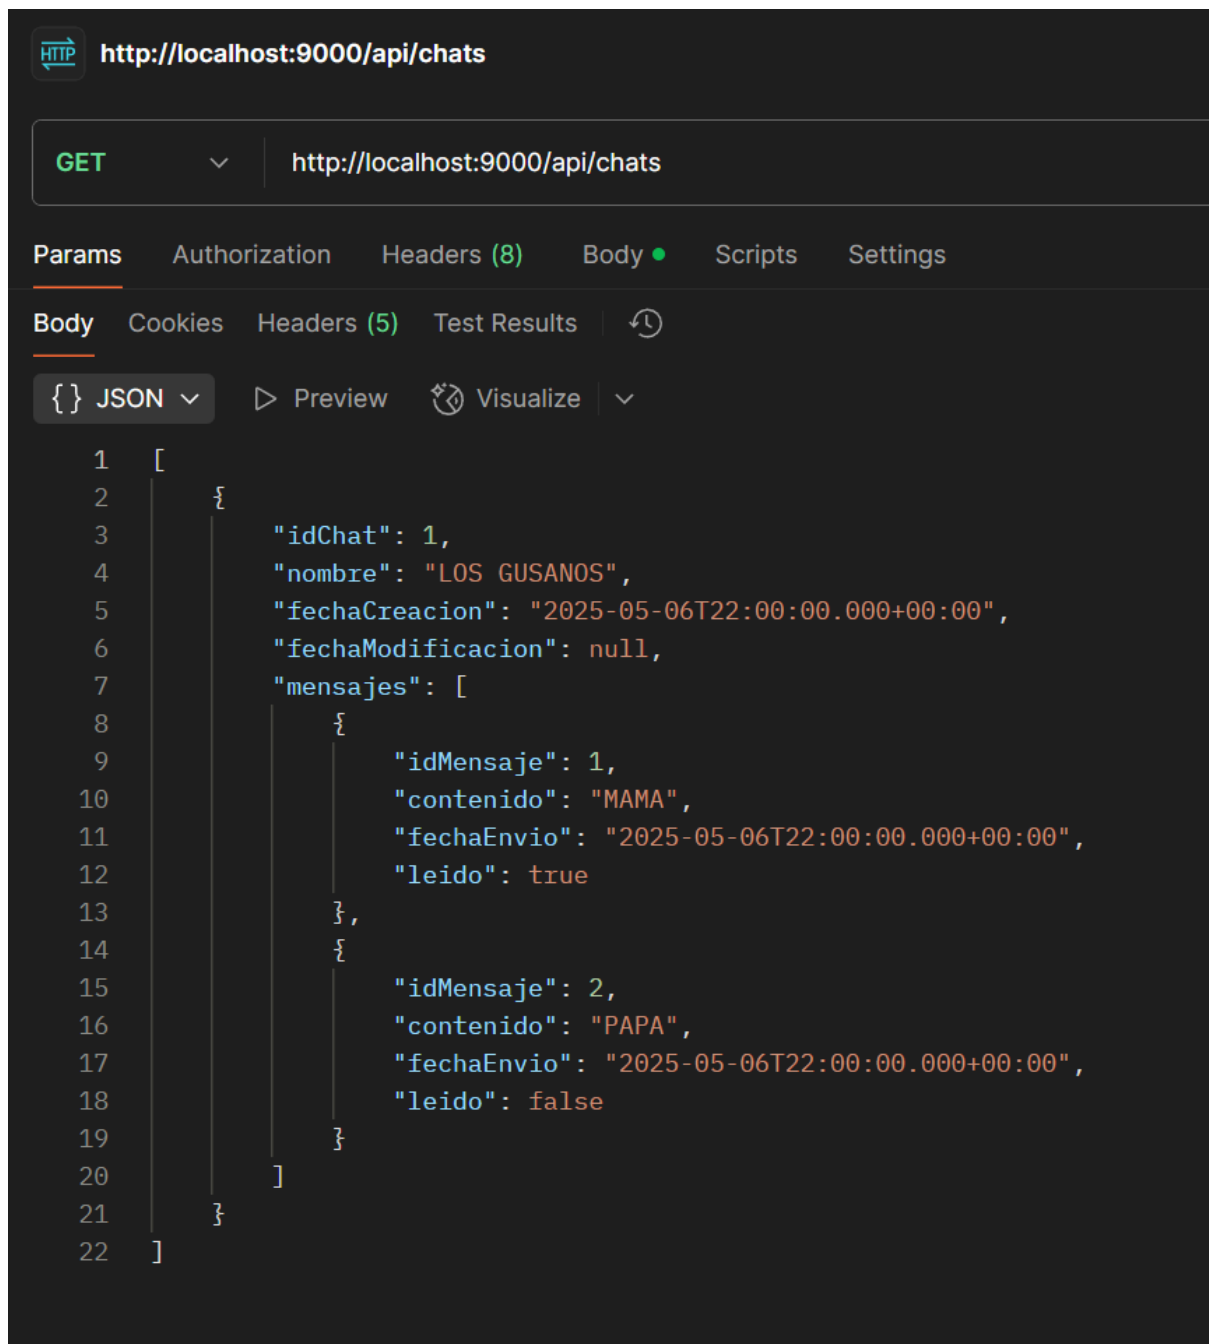 HTTP http://localhost:9000/api/chats
GET http://localhost:9000/api/chats
Params Authorization Headers (8) Body Scripts Settings
Body Cookies Headers (5) Test Results
{ } JSON Preview Visualize
1 [
2 {
3 "idChat": 1,
4 "nombre": "LOS GUSANOS",
5 "fechaCreacion": "2025-05-06T22:00:00.000+00:00",
6 "fechaModificacion": null,
7 "mensajes": [
8 {
9 "idMensaje": 1,
10 "contenido": "MAMA",
11 "fechaEnvio": "2025-05-06T22:00:00.000+00:00",
12 "leido": true
13 },
14 {
15 "idMensaje": 2,
16 "contenido": "PAPA",
17 "fechaEnvio": "2025-05-06T22:00:00.000+00:00",
18 "leido": false
19 }
20 ]
21 }
22 ]